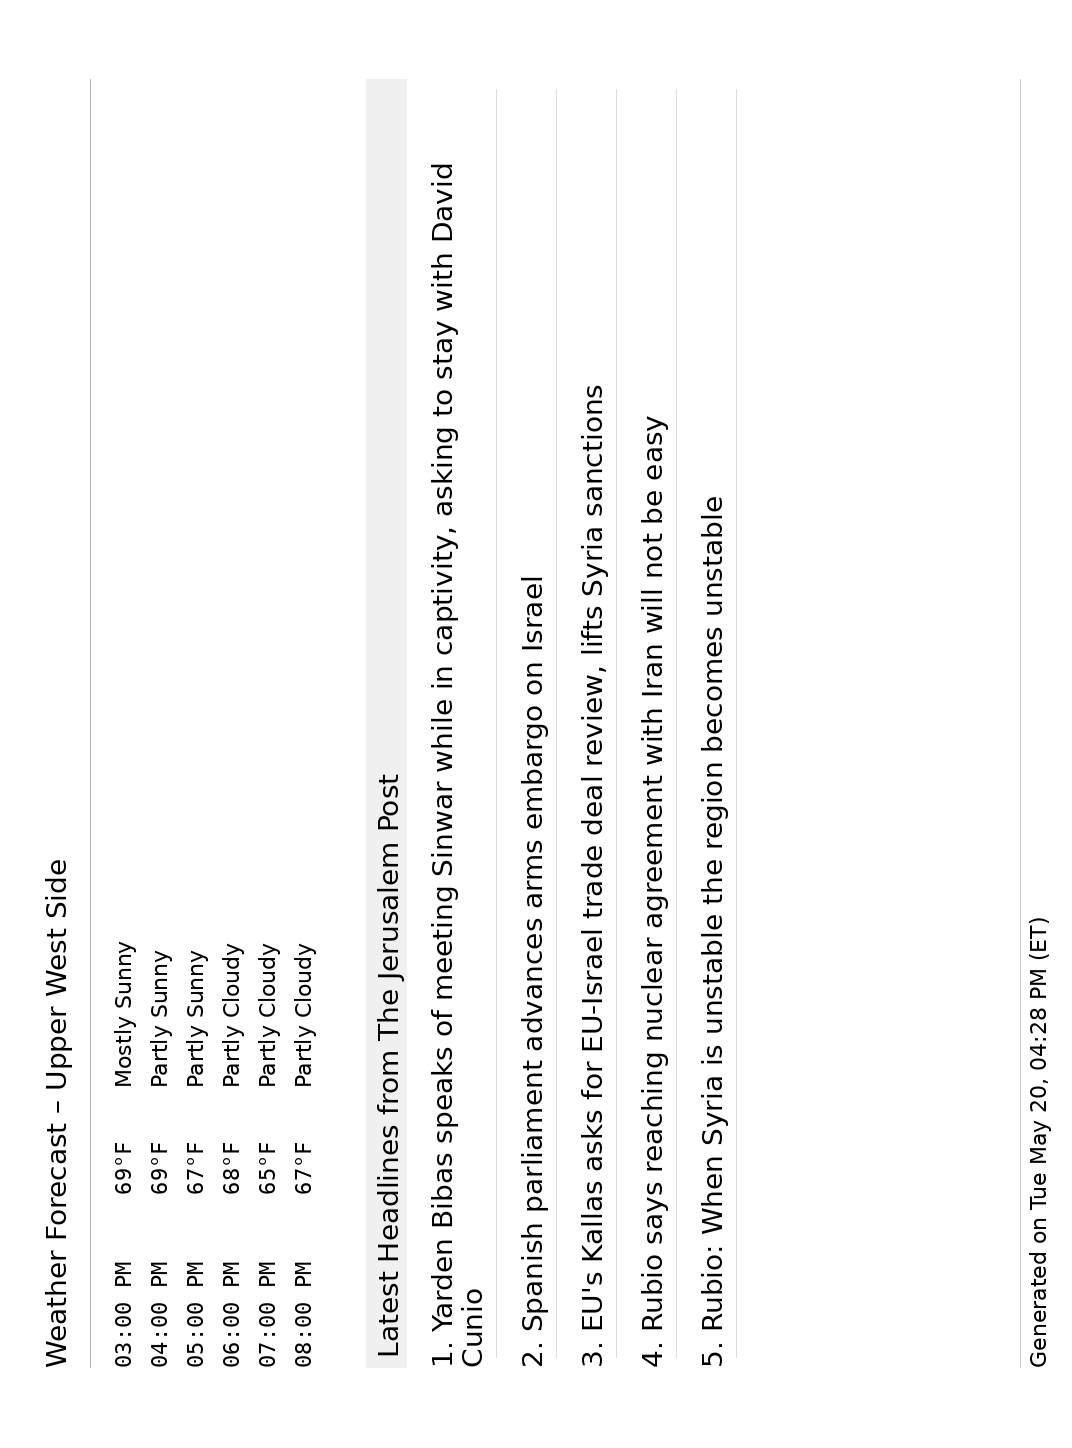 Weather Forecast – Upper West Side
03:00 PM 69°F Mostly Sunny
04:00 PM 69°F Partly Sunny
05:00 PM 67°F Partly Sunny
06:00 PM 68°F Partly Cloudy
07:00 PM 65°F Partly Cloudy
08:00 PM 67°F Partly Cloudy
Latest Headlines from The Jerusalem Post
1. Yarden Bibas speaks of meeting Sinwar while in captivity, asking to stay with David
Cunio
2. Spanish parliament advances arms embargo on Israel
3. EU's Kallas asks for EU-Israel trade deal review, lifts Syria sanctions
4. Rubio says reaching nuclear agreement with Iran will not be easy
5. Rubio: When Syria is unstable the region becomes unstable
Generated on Tue May 20, 04:28 PM (ET)